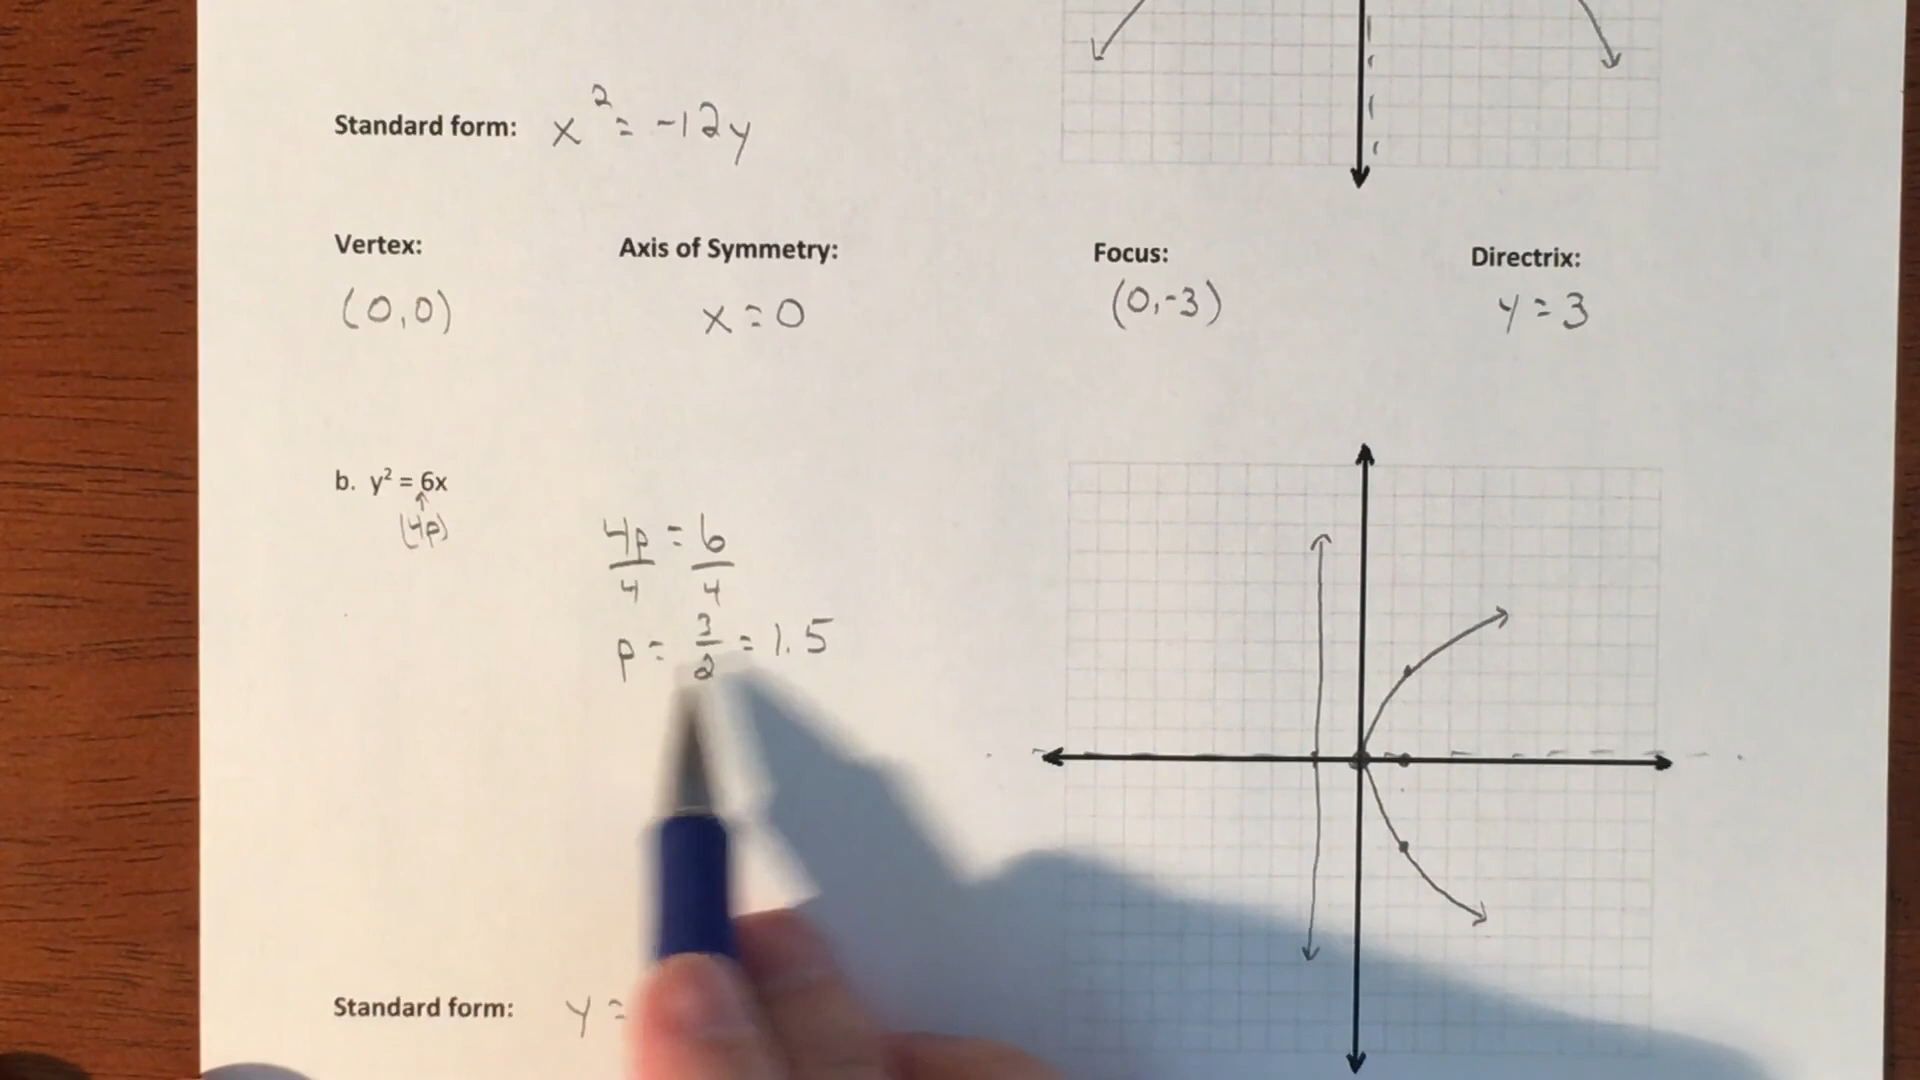 Standard form: x² = -12y
Vertex: Axis of Symmetry: Focus: Directrix:
(0,0) x = 0 (0,-3) y = 3
b. y² = 6x
(4p)
4p = 6
4 4
p = 3/2 = 1.5
Standard form: y =